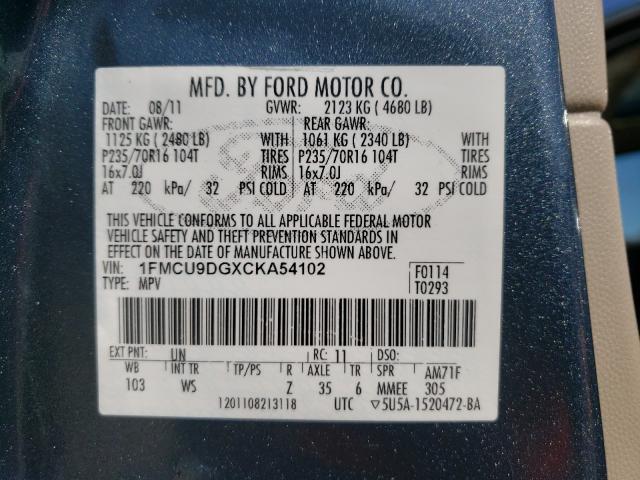 MFD. BY FORD MOTOR CO.
DATE: 08/11 GVWR: 2123 KG ( 4680 LB)
FRONT GAWR: REAR GAWR:
1125 KG ( 2480 LB) WITH 1061 KG ( 2340 LB) WITH
P235/70R16 104T TIRES P235/70R16 104T TIRES
16x7.0J RIMS 16x7.0J RIMS
AT 220 kPa/ 32 PSI COLD AT 220 kPa/ 32 PSI COLD
Ford
THIS VEHICLE CONFORMS TO ALL APPLICABLE FEDERAL MOTOR
VEHICLE SAFETY AND THEFT PREVENTION STANDARDS IN
EFFECT ON THE DATE OF MANUFACTURE SHOWN ABOVE.
VIN: 1FMCU9DGXCKA54102 F0114
TYPE: MPV T0293
EXT PNT: UN RC: 11 DSO:
WB INT TR TP/PS R AXLE TR SPR AM71F
103 WS Z 35 6 MMEE 305
1201108213118 UTC ▽5U5A-1520472-BA